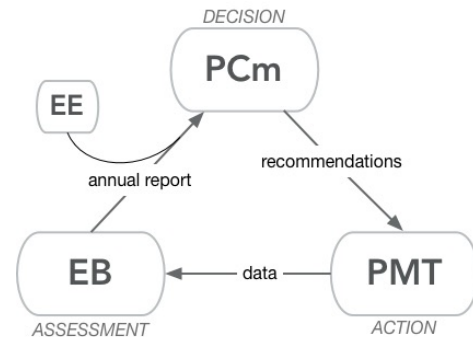 DECISION
PCm
EE
annual report
recommendations
EB
data
PMT
ASSESSMENT
ACTION